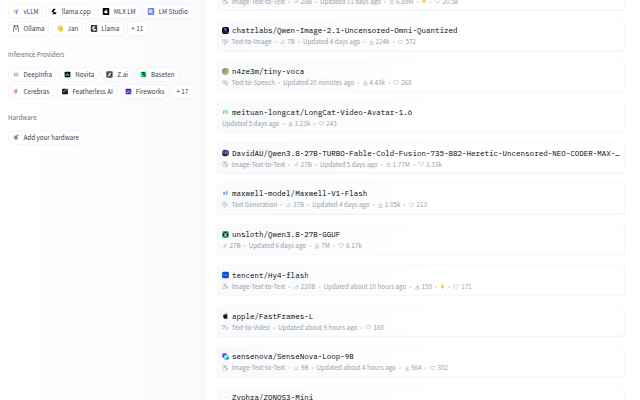 vLLM llama.cpp MLX LM LM Studio
Ollama Jan Llama + 11
Inference Providers
DeepInfra Novita Z.ai Baseten
Cerebras Featherless AI Fireworks + 17
Hardware
Add your hardware
chatzlabs/Qwen-Image-2.1-Uncensored-Omni-Quantized
Text-to-Image • 7B • Updated 4 days ago • 224k • 572
n4ze3m/tiny-voca
Text-to-Speech • Updated 20 minutes ago • 4.43k • 260
meituan-longcat/LongCat-Video-Avatar-1.6
Updated 5 days ago • 3.23k • 243
DavidAU/Qwen3.8-27B-TURBO-Fable-Cold-Fusion-735-882-Heretic-Uncensored-NEO-CODER-MAX-…
Image-Text-to-Text • 27B • Updated 5 days ago • 1.77M •
maxwell-model/Maxwell-V1-Flash
Text Generation • 37B • Updated 4 days ago • 1.05k • 213
unsloth/Qwen3.8-27B-GGUF
27B • Updated 6 days ago • 7M • 6.17k
tencent/Hy4-flash
Image-Text-to-Text • 220B • Updated about 10 hours ago • 150 • 171
apple/FastFrames-L
Text-to-Video • Updated about 5 hours ago • 160
sensenova/SenseNova-Loop-9B
Image-Text-to-Text • 9B • Updated about 4 hours ago • 964 • 302
Zyphra/ZONOS3-Mini